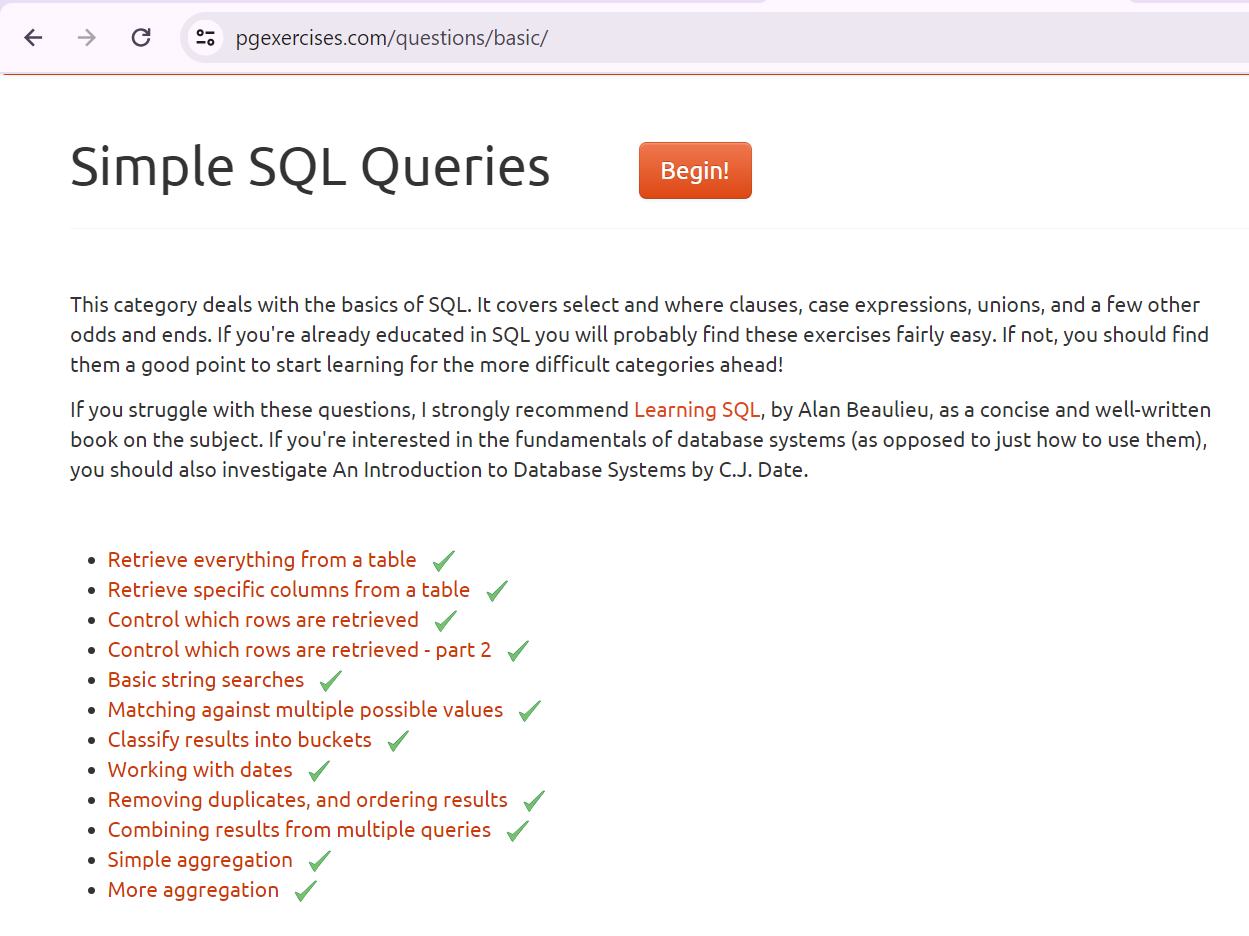 pgexercises.com/questions/basic/
Simple SQL Queries
Begin!
This category deals with the basics of SQL. It covers select and where clauses, case expressions, unions, and a few other
odds and ends. If you're already educated in SQL you will probably find these exercises fairly easy. If not, you should find
them a good point to start learning for the more difficult categories ahead!
If you struggle with these questions, I strongly recommend Learning SQL, by Alan Beaulieu, as a concise and well-written
book on the subject. If you're interested in the fundamentals of database systems (as opposed to just how to use them),
you should also investigate An Introduction to Database Systems by C.J. Date.
Retrieve everything from a table
Retrieve specific columns from a table
Control which rows are retrieved
Control which rows are retrieved - part 2
Basic string searches
Matching against multiple possible values
Classify results into buckets
Working with dates
Removing duplicates, and ordering results
Combining results from multiple queries
Simple aggregation
More aggregation